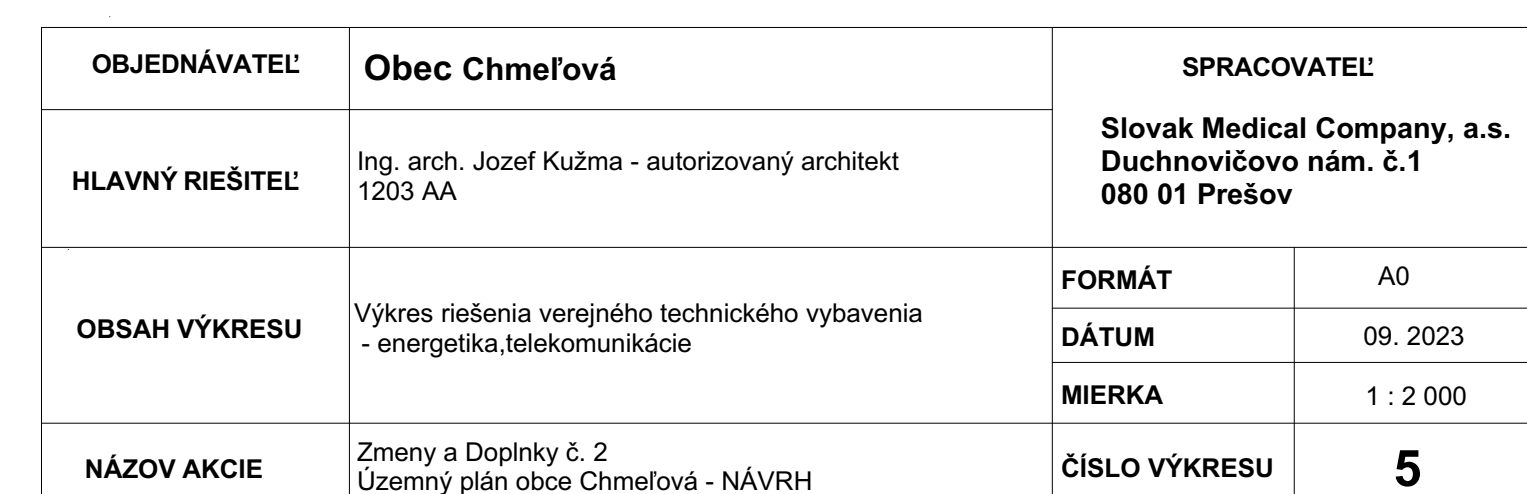 OBJEDNÁVATEĽ
Obec Chmeľová
SPRACOVATEĽ
Slovak Medical Company, a.s.
Duchnovičovo nám. č.1
080 01 Prešov
HLAVNÝ RIEŠITEĽ
Ing. arch. Jozef Kužma - autorizovaný architekt
1203 AA
OBSAH VÝKRESU
Výkres riešenia verejného technického vybavenia
- energetika,telekomunikácie
FORMÁT
A0
DÁTUM
09. 2023
MIERKA
1 : 2 000
NÁZOV AKCIE
Zmeny a Doplnky č. 2
Územný plán obce Chmeľová - NÁVRH
ČÍSLO VÝKRESU
5